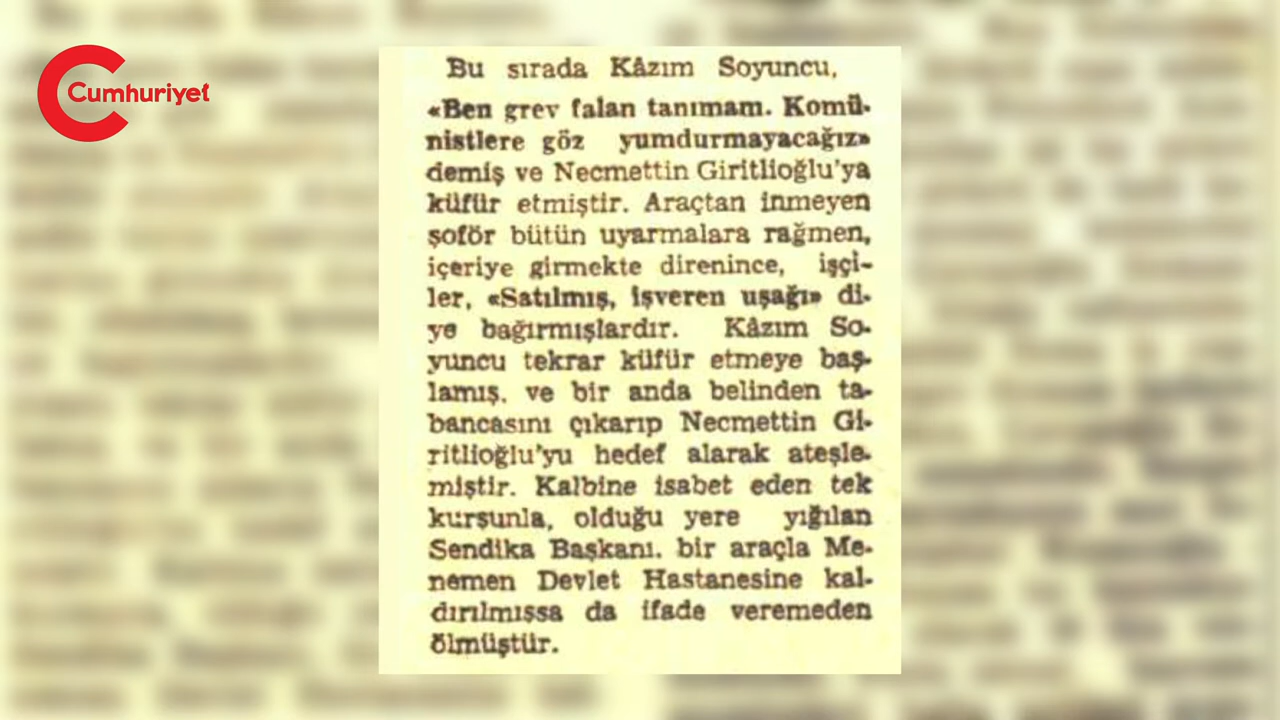 Cumhuriyet
Bu sırada Kâzım Soyuncu,
«Ben grev falan tanımam. Komü-
nistlere göz yumdurmayacağız»
demiş ve Necmettin Giritlioğlu'ya
küfür etmiştir. Araçtan inmeyen
şoför bütün uyarmalara rağmen,
içeriye girmekte direnince, işçi-
ler, «Satılmış, işveren uşağı» di-
ye bağırmışlardır. Kâzım So-
yuncu tekrar küfür etmeye baş-
lamış. ve bir anda belinden ta-
bancasını çıkarıp Necmettin Gi-
ritlioğlu'yu hedef alarak ateşle-
miştir. Kalbine isabet eden tek
kurşunla, olduğu yere yığılan
Sendika Başkanı. bir araçla Me-
nemen Devlet Hastanesine kal-
dırılmışsa da ifade veremeden
ölmüştür.